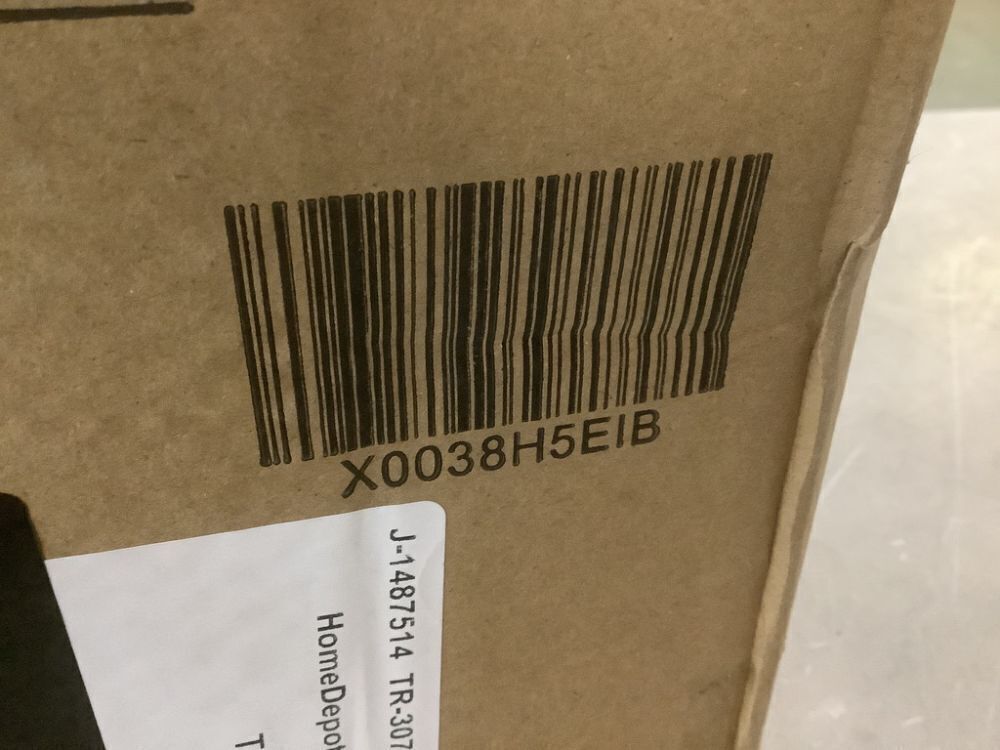 X0038H5EIB
J-1487514 TR-307
HomeDepot
T